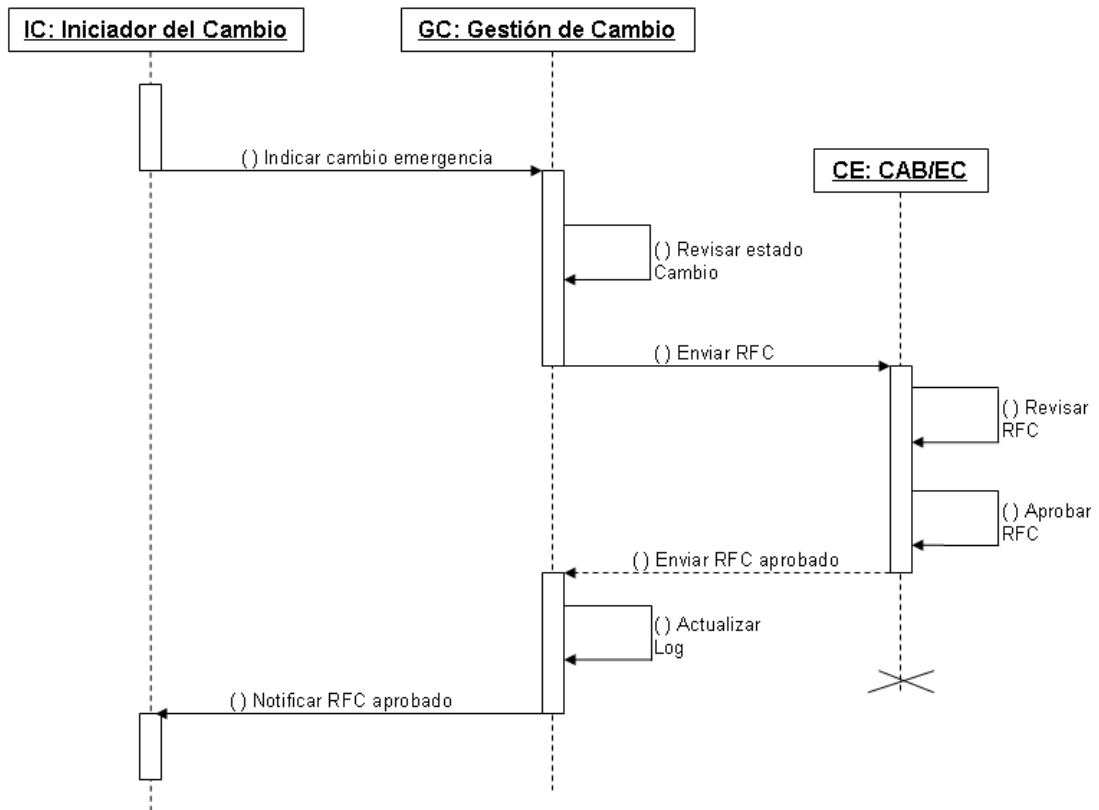 IC: Iniciador del Cambio
GC: Gestión de Cambio
( ) Indicar cambio emergencia
CE: CAB/EC
( ) Revisar estado
Cambio
( ) Enviar RFC
( ) Revisar
RFC
( ) Aprobar
RFC
( ) Enviar RFC aprobado
( ) Actualizar
Log
( ) Notificar RFC aprobado